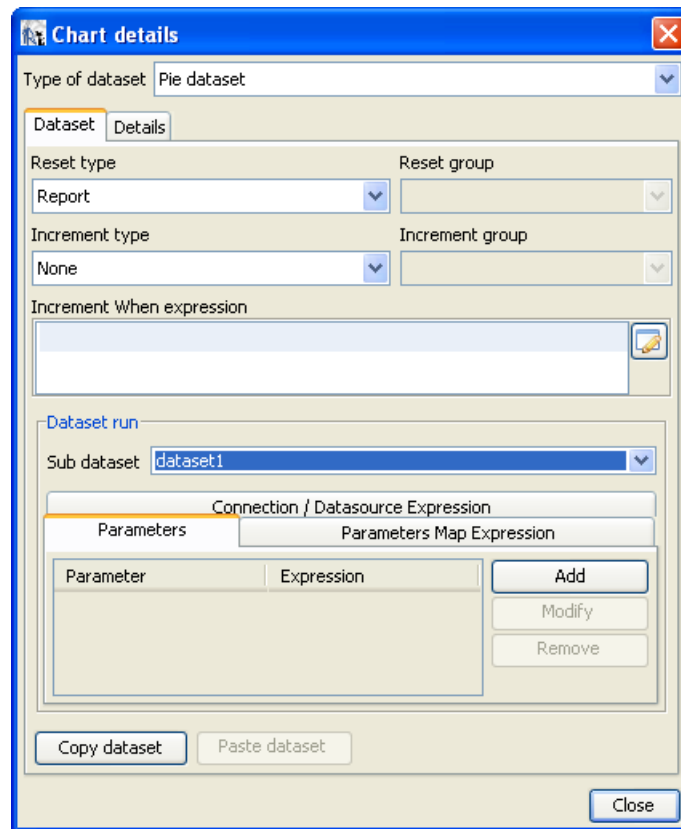 Chart details
Type of dataset Pie dataset
Dataset Details
Reset type Reset group
Report
Increment type Increment group
None
Increment When expression
Dataset run
Sub dataset dataset1
Connection / Datasource Expression
Parameters Parameters Map Expression
Parameter Expression Add
Modify
Remove
Copy dataset Paste dataset
Close